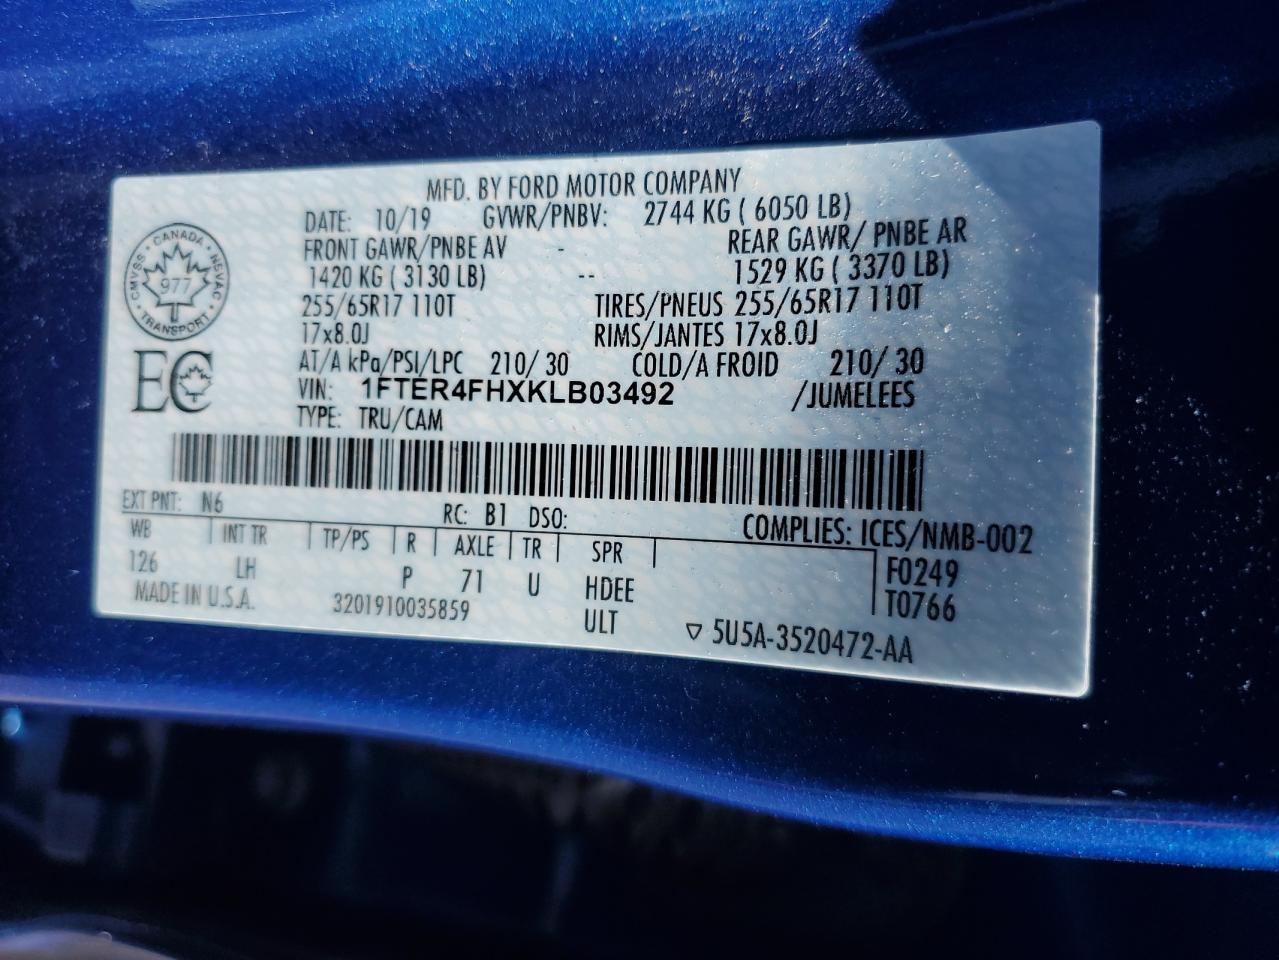 MFD. BY FORD MOTOR COMPANY
DATE: 10/19 GVWR/PNBV: 2744 KG ( 6050 LB)
FRONT GAWR/PNBE AV - REAR GAWR/ PNBE AR
1420 KG ( 3130 LB) -- 1529 KG ( 3370 LB)
255/65R17 110T TIRES/PNEUS 255/65R17 110T
17x8.0J RIMS/JANTES 17x8.0J
AT/A kPa/PSI/LPC 210/ 30 COLD/A FROID 210/ 30
VIN: 1FTER4FHXKLB03492 /JUMELEES
TYPE: TRU/CAM
CANADA
CMVSS 977 NSVAC
TRANSPORT
EC
EXT PNT: N6 RC: B1 DSO: COMPLIES: ICES/NMB-002
WB INT TR TP/PS R AXLE TR SPR F0249
126 LH P 71 U HDEE T0766
MADE IN U.S.A. 3201910035859 ULT ▽ 5U5A-3520472-AA